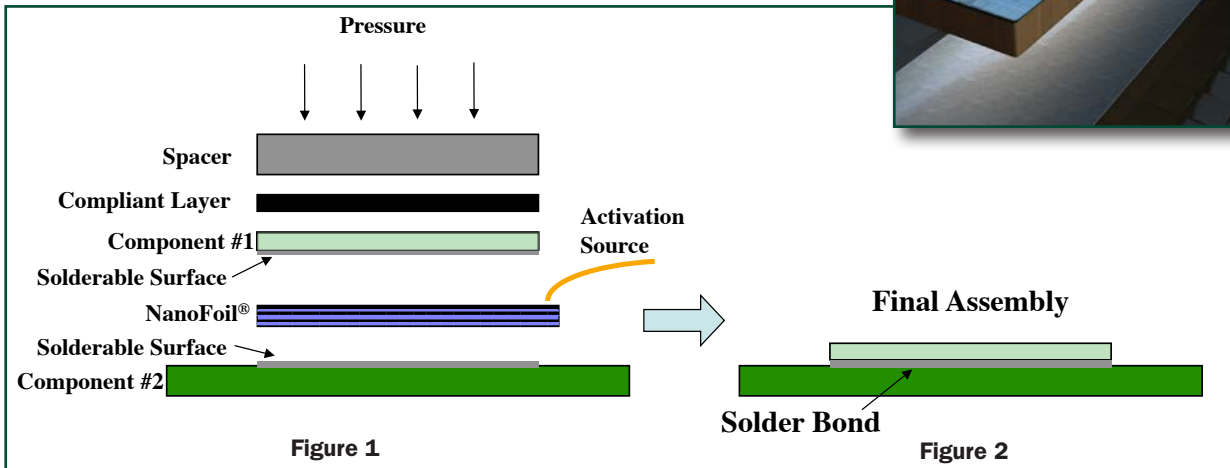 Pressure
Spacer
Compliant Layer
Component #1
Solderable Surface
NanoFoil®
Solderable Surface
Component #2
Activation
Source
Figure 1
Final Assembly
Solder Bond
Figure 2